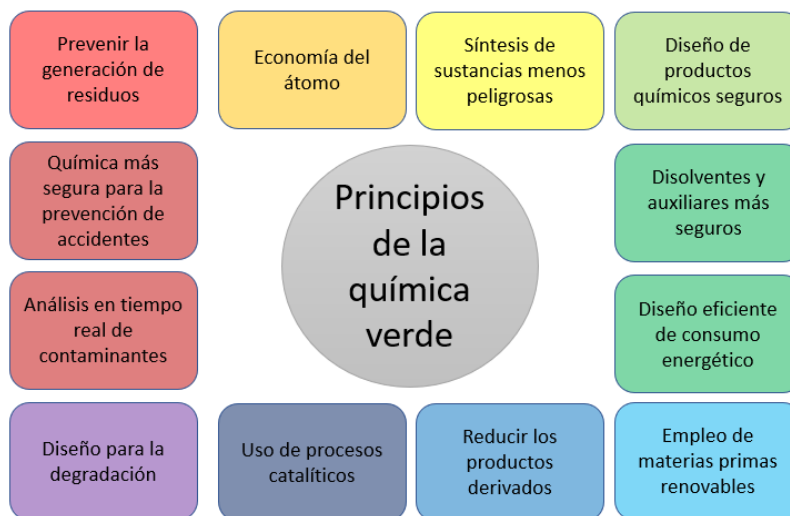 Prevenir la
generación de
residuos
Economía del
átomo
Síntesis de
sustancias menos
peligrosas
Diseño de
productos
químicos seguros
Química más
segura para la
prevención de
accidentes
Principios
de la
química
verde
Disolventes y
auxiliares más
seguros
Análisis en tiempo
real de
contaminantes
Diseño eficiente
de consumo
energético
Diseño para la
degradación
Uso de procesos
catalíticos
Reducir los
productos
derivados
Empleo de
materias primas
renovables